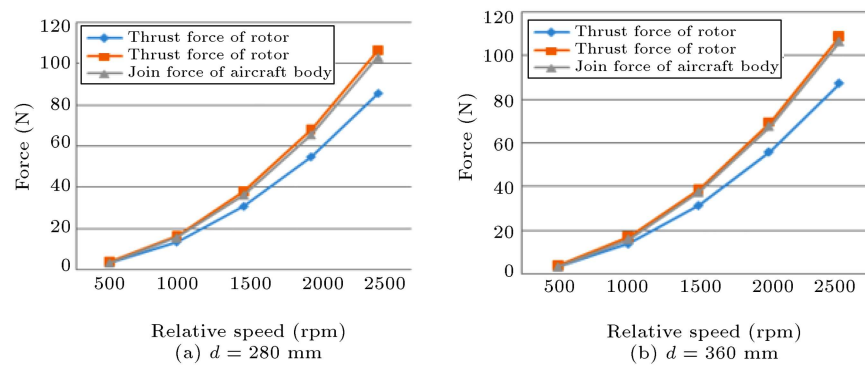 120
100
80
60
40
20
0
Force (N)
Thrust force of rotor
Thrust force of rotor
Join force of aircraft body
500 1000 1500 2000 2500
Relative speed (rpm)
(a) d = 280 mm
120
100
80
60
40
20
0
Force (N)
Thrust force of rotor
Thrust force of rotor
Join force of aircraft body
500 1000 1500 2000 2500
Relative speed (rpm)
(b) d = 360 mm